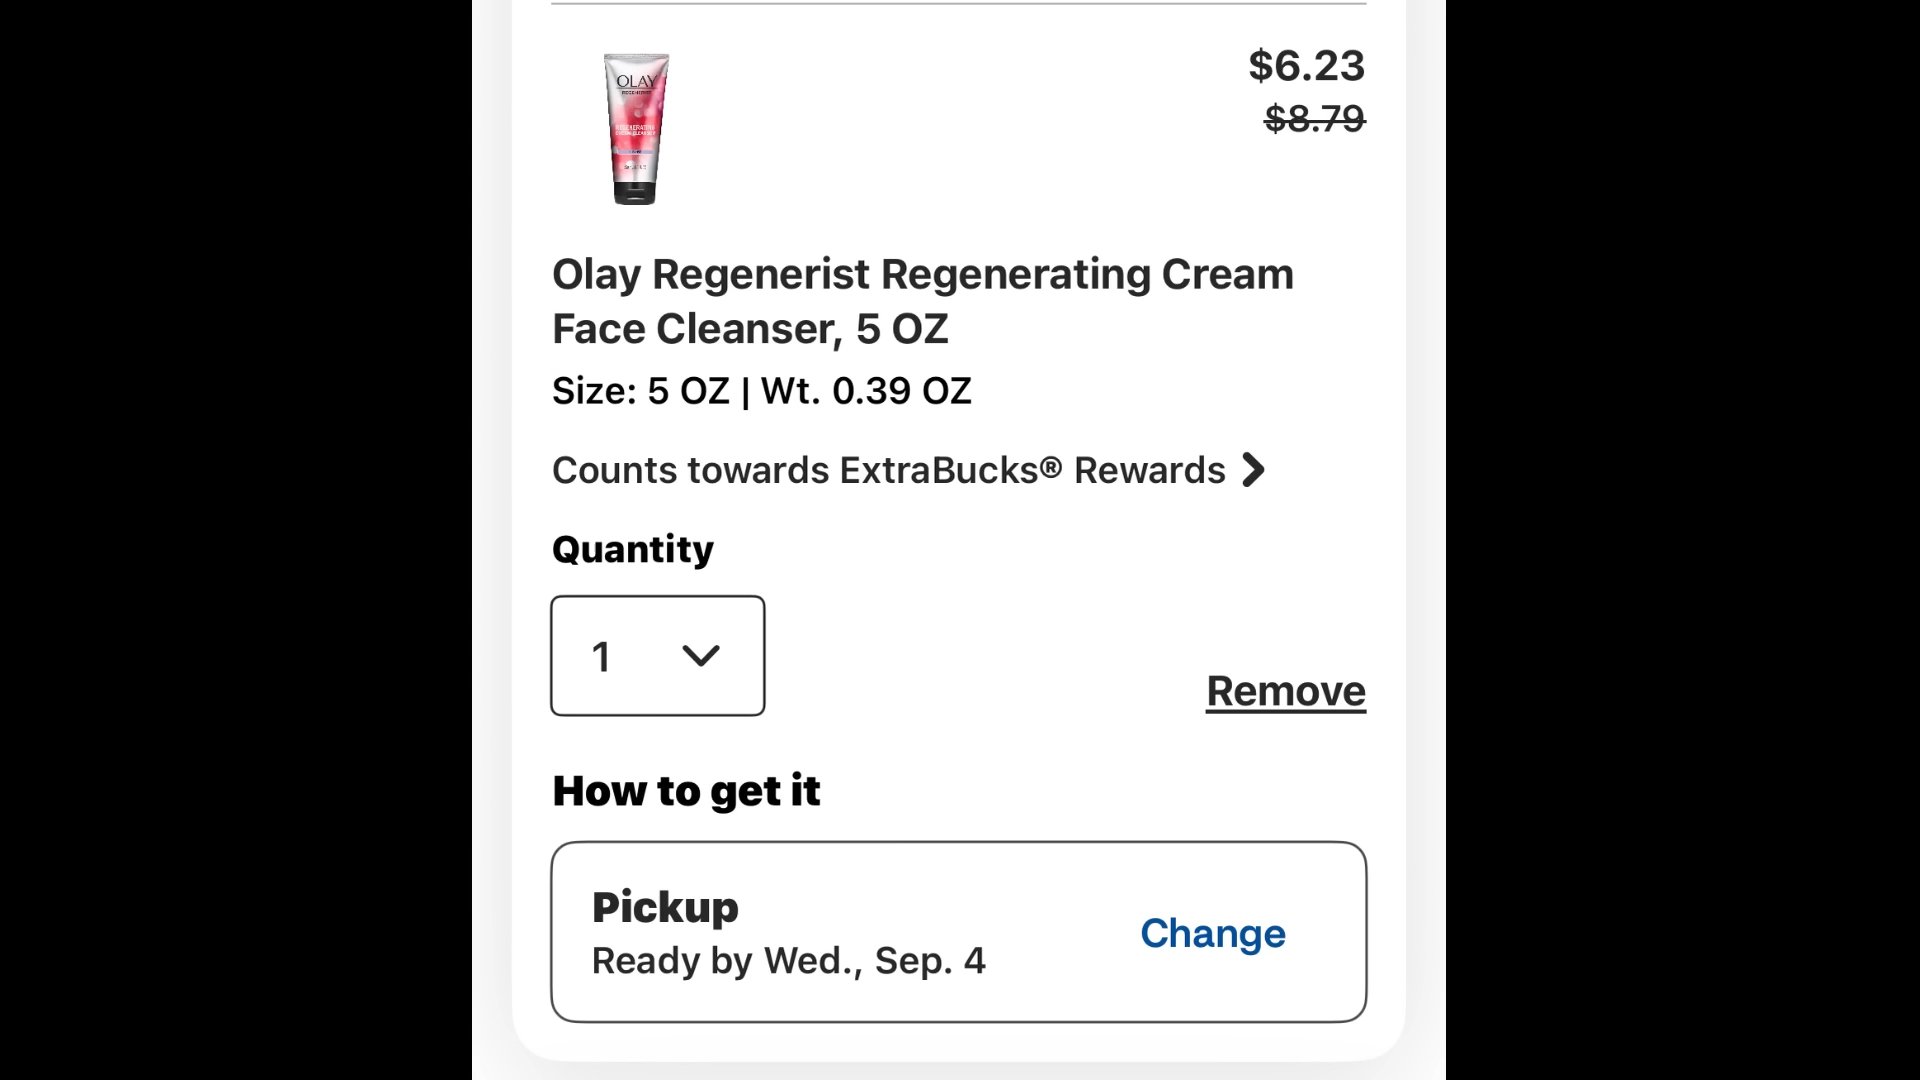 $6.23
$8.79
OLAY
Olay Regenerist Regenerating Cream
Face Cleanser, 5 OZ
Size: 5 OZ | Wt. 0.39 OZ
Counts towards ExtraBucks® Rewards
Quantity
1
Remove
How to get it
Pickup
Ready by Wed., Sep. 4
Change